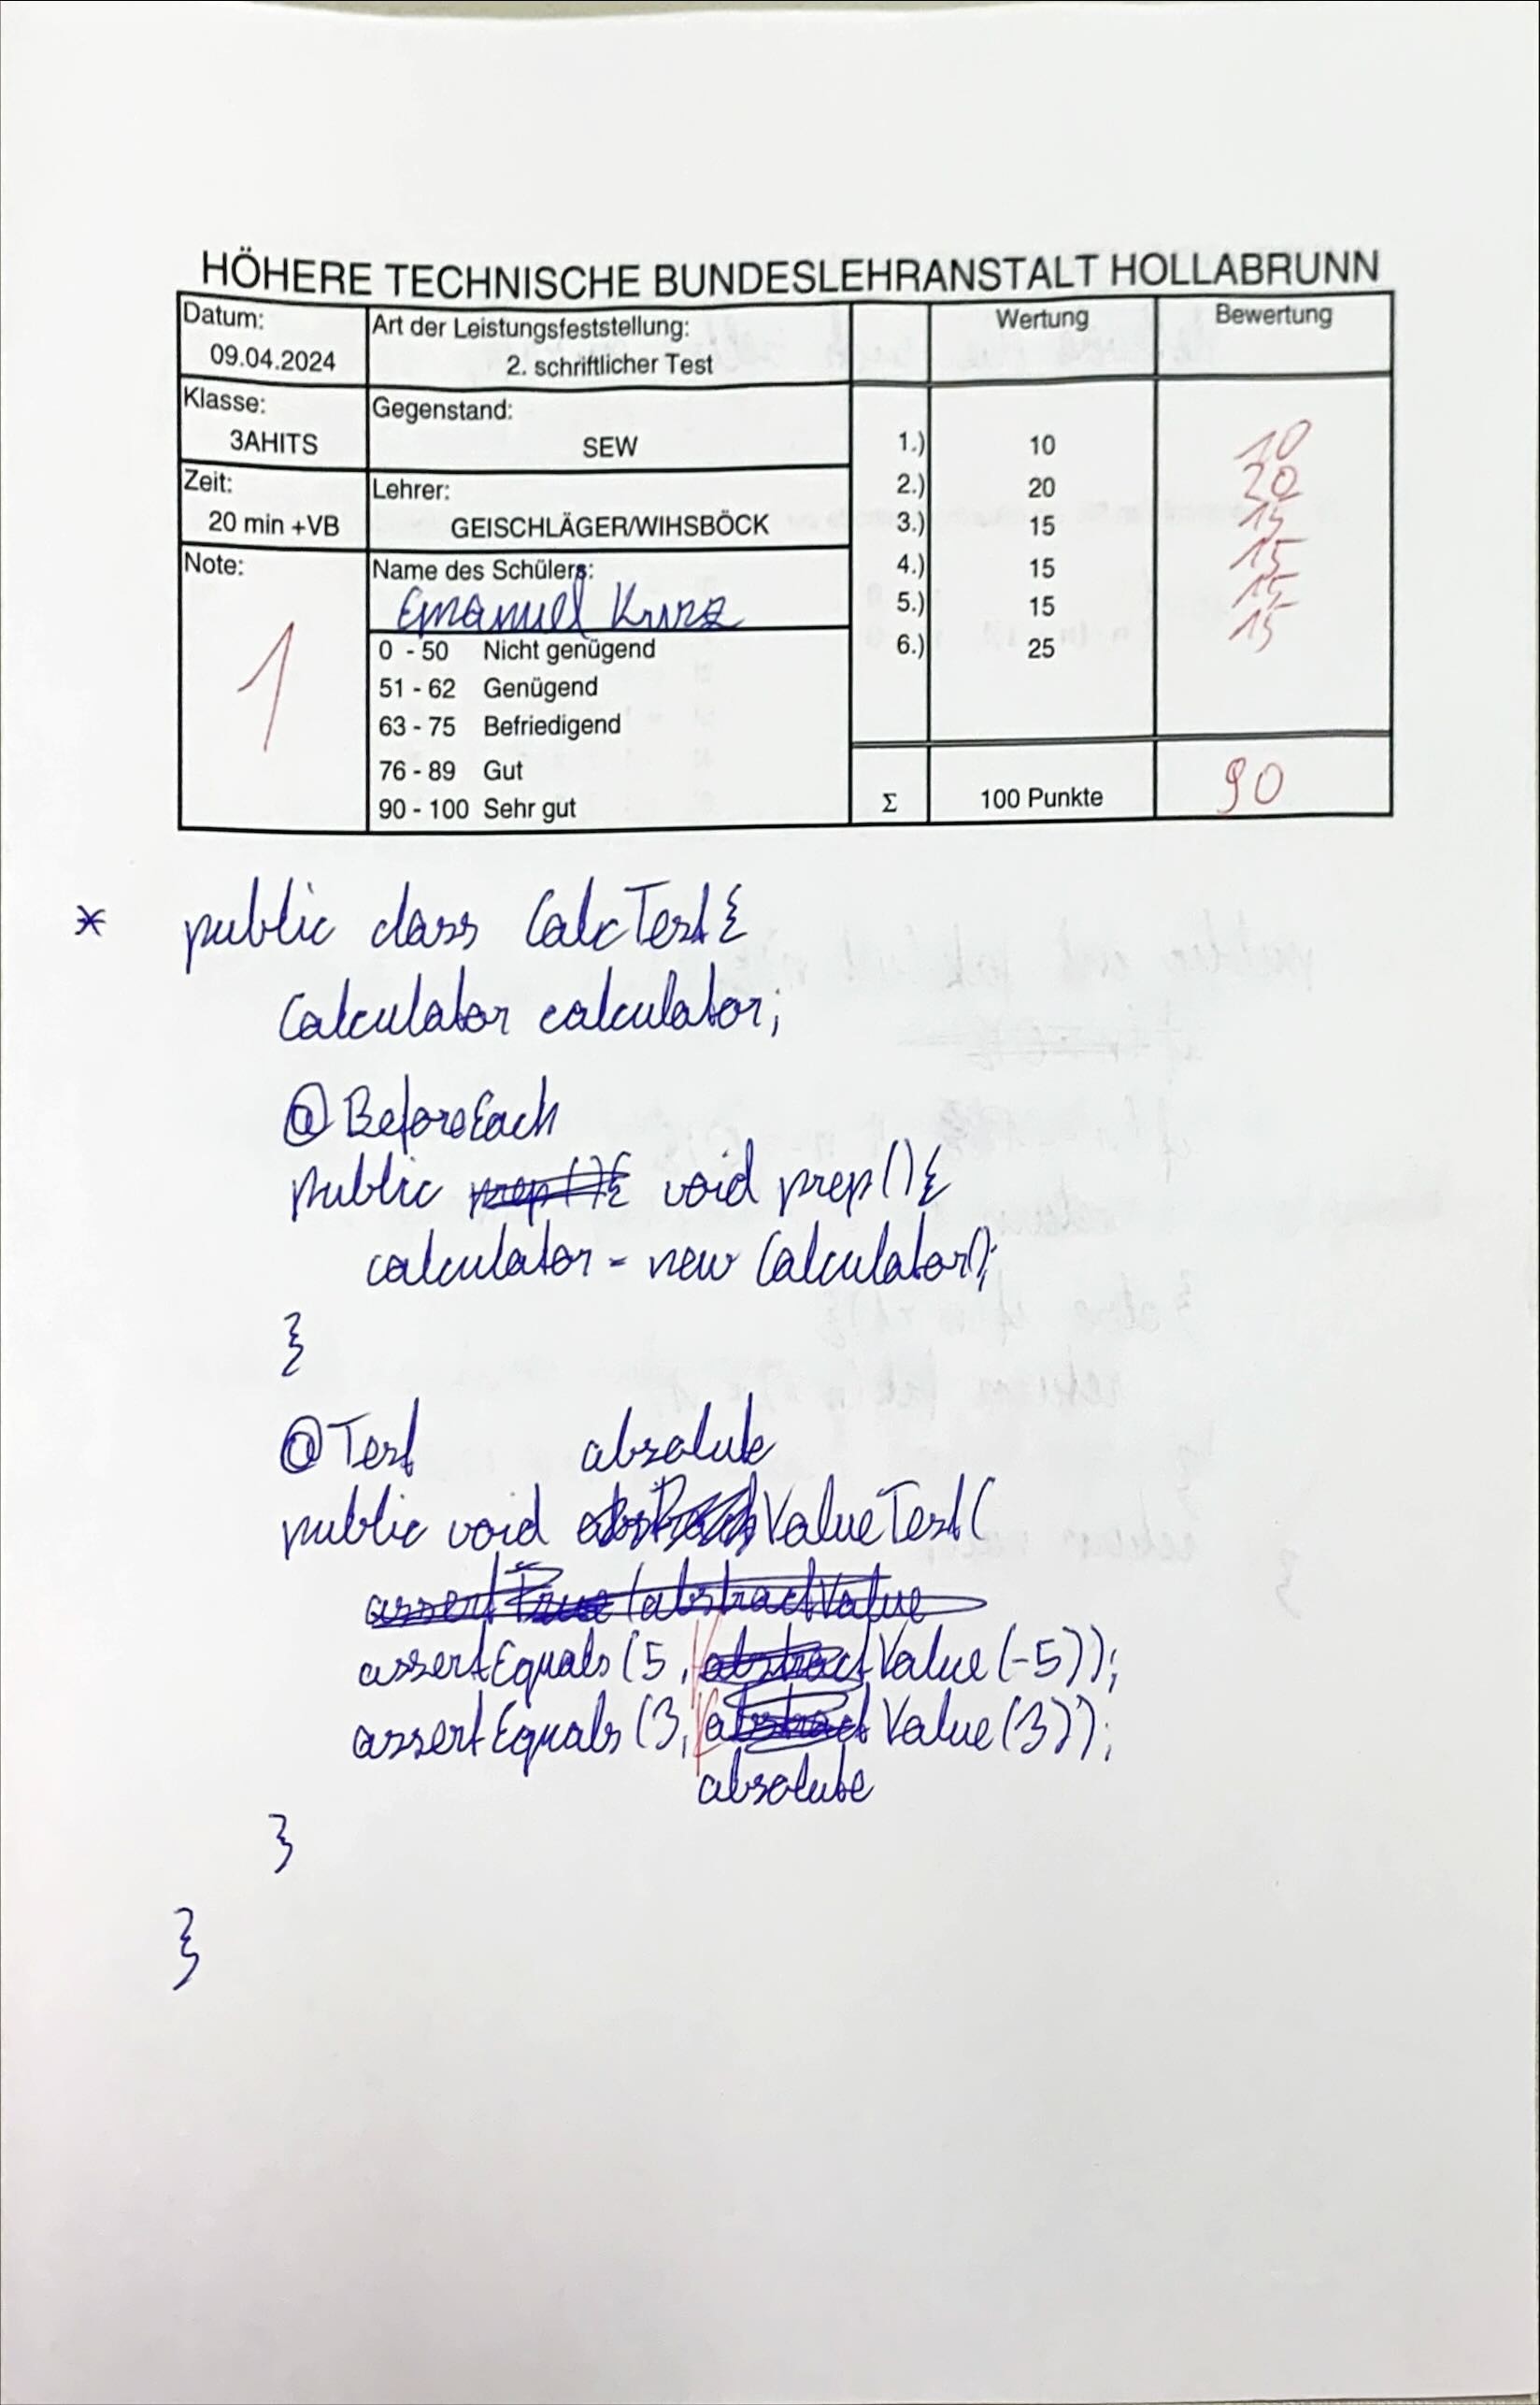 HÖHERE TECHNISCHE BUNDESLEHRANSTALT HOLLABRUNN
Datum:
09.04.2024
Art der Leistungsfeststellung:
2. schriftlicher Test
Wertung
Bewertung
Klasse:
3AHITS
Gegenstand:
SEW
Zeit:
20 min +VB
Lehrer:
GEISCHLÄGER/WIHSBÖCK
Note:
1
Name des Schülers:
Emanuel Kurz
0 - 50 Nicht genügend
51 - 62 Genügend
63 - 75 Befriedigend
76 - 89 Gut
90 - 100 Sehr gut
1.) 10 10
2.) 20 20
3.) 15 15
4.) 15 15
5.) 15 15
6.) 25 15
Σ 100 Punkte 90
* public class CalcTest{
Calculator calculator;
@BeforeEach
public prep(){ void prep(){
calculator = new Calculator();
}
@Test absolute
public void ValueTest(
assertTrue(abstractValue
assertEquals(5, abstractValue(-5));
assertEquals(3, abstractValue(3));
absolute
}
}